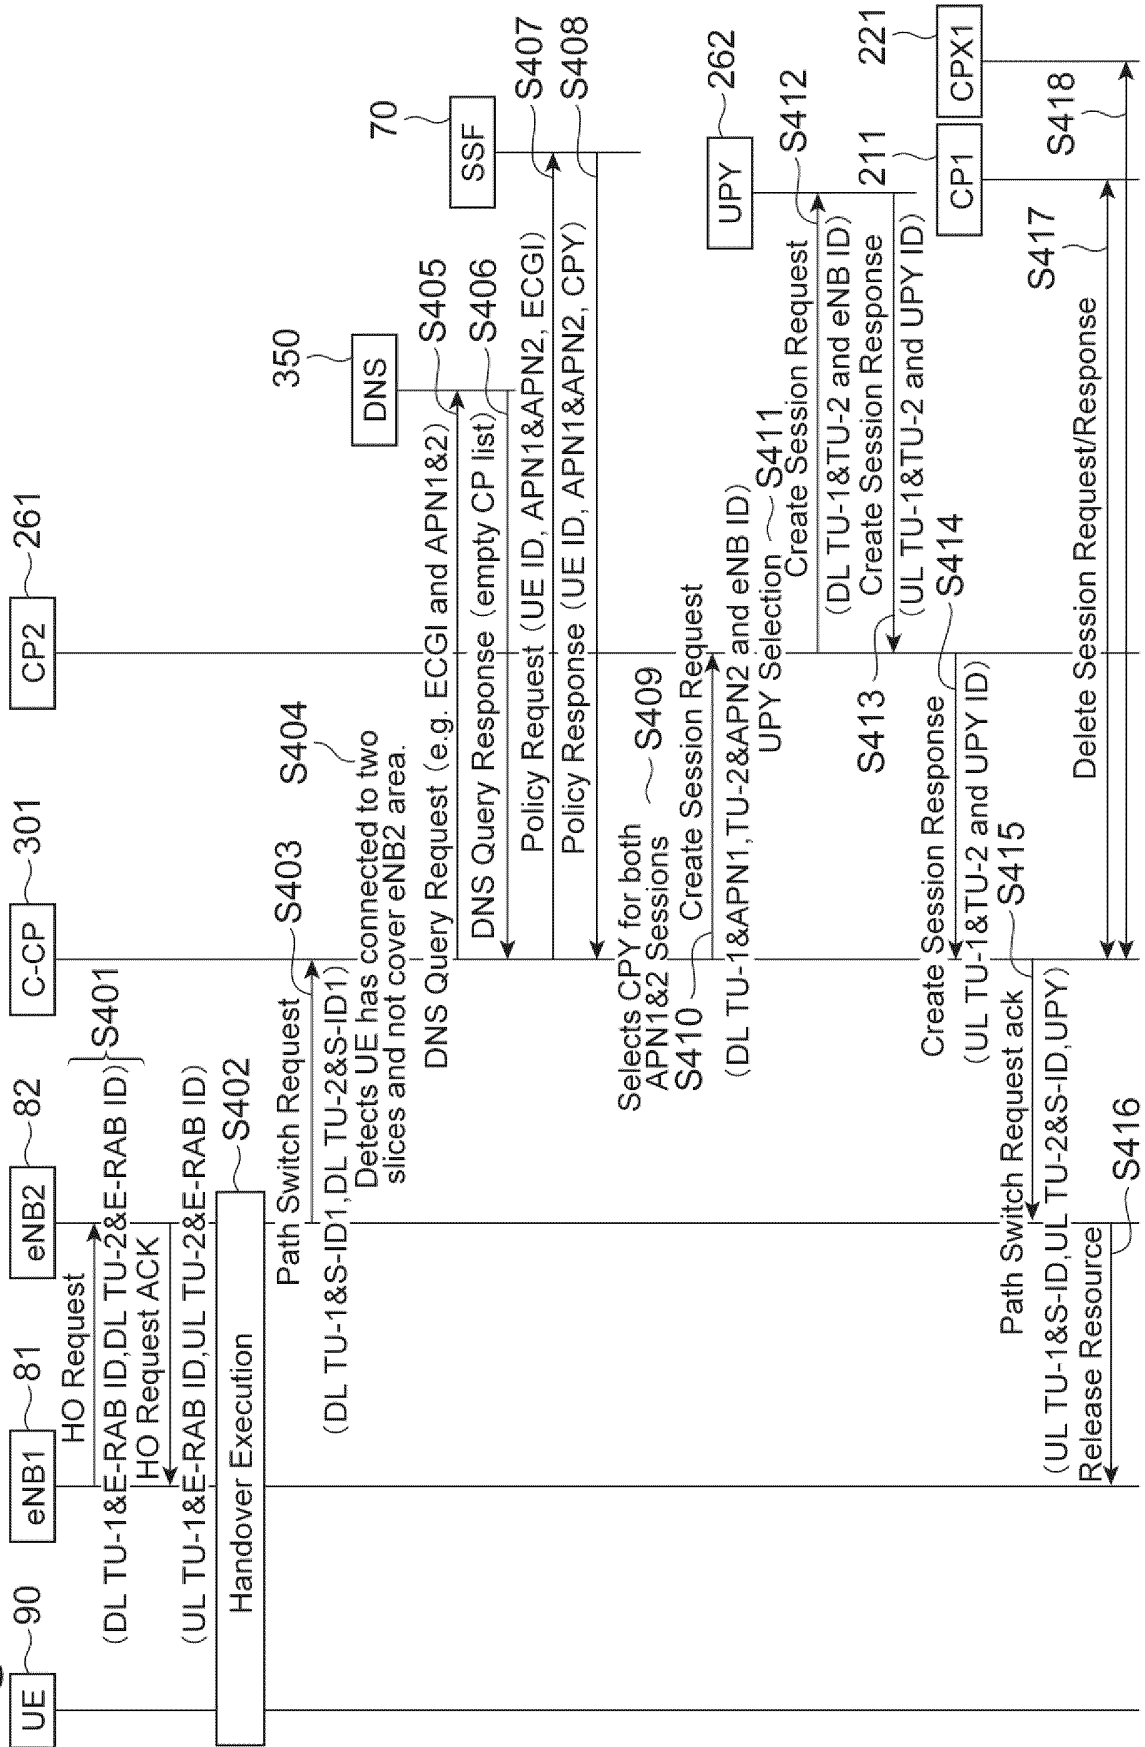 UE
90
eNB1
81
eNB2
82
C-CP
301
CP2
261
HO Request
(DL TU-1&E-RAB ID,DL TU-2&E-RAB ID)
S401
HO Request ACK
(UL TU-1&E-RAB ID,UL TU-2&E-RAB ID)
Handover Execution
S402
Path Switch Request
S403
(DL TU-1&S-ID1,DL TU-2&S-ID1)
S404
Detects UE has connected to two
slices and not cover eNB2 area.
350
DNS
DNS Query Request (e.g. ECGI and APN1&2)
S405
DNS Query Response (empty CP list)
S406
70
SSF
Policy Request (UE ID, APN1&APN2, ECGI)
S407
Policy Response (UE ID, APN1&APN2, CPY)
S408
Selects CPY for both
APN1&2 Sessions
S409
S410
Create Session Request
(DL TU-1&APN1,TU-2&APN2 and eNB ID)
UPY Selection
S411
UPY
262
Create Session Request
S412
(DL TU-1&TU-2 and eNB ID)
Create Session Response
(UL TU-1&TU-2 and UPY ID)
S413
Create Session Response
S414
(UL TU-1&TU-2 and UPY ID)
Path Switch Request ack
S415
(UL TU-1&S-ID,UL TU-2&S-ID,UPY)
Release Resource
S416
211
CP1
221
CPX1
Delete Session Request/Response
S417
S418